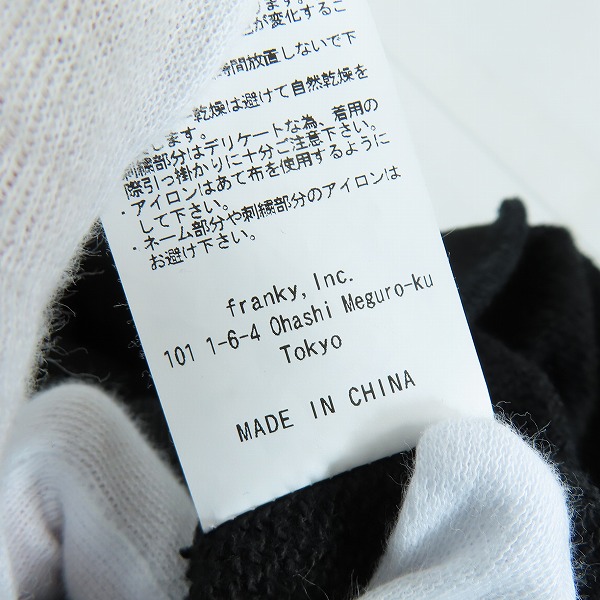 ます。
が変化するこ
時間放置しないで下
乾燥は避けて自然乾燥を
します。
刺繍部分はデリケートな為、着用の
際引っ掛かりに十分ご注意下さい。
・アイロンはあて布を使用するように
して下さい。
・ネーム部分や刺繍部分のアイロンは
お避け下さい。
franky, Inc.
101 1-6-4 Ohashi Meguro-ku
Tokyo
MADE IN CHINA